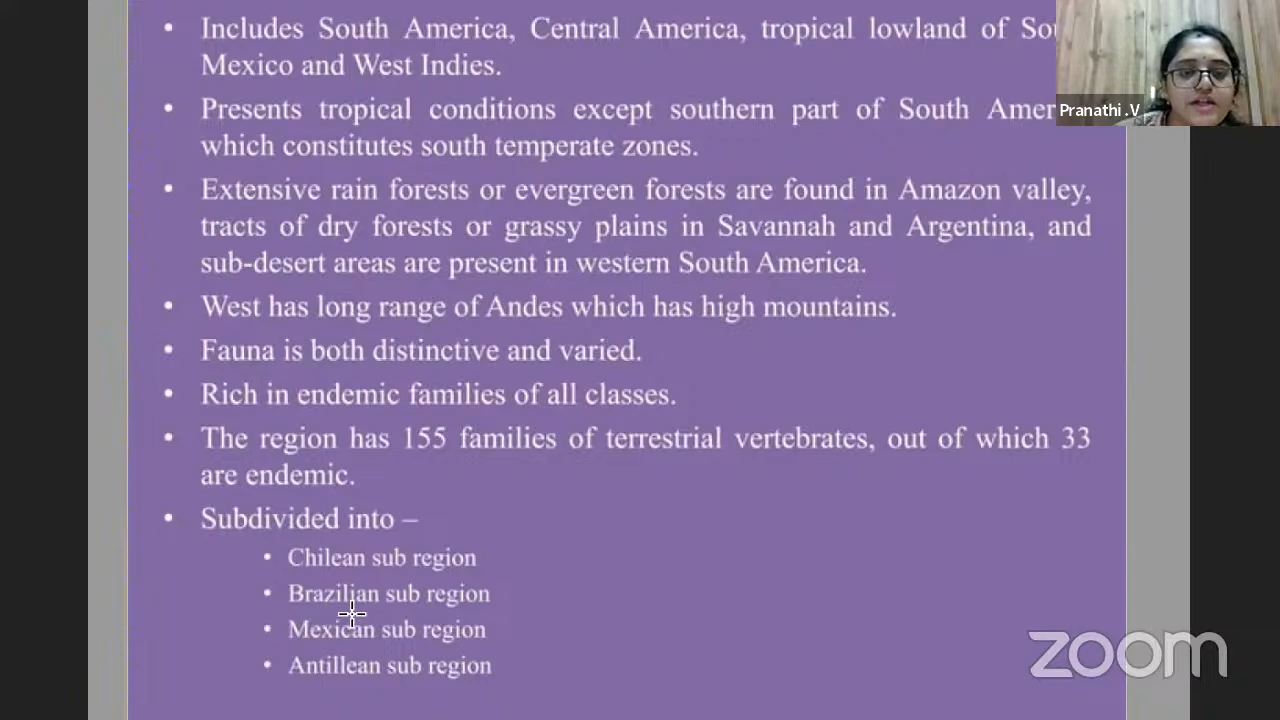 • Includes South America, Central America, tropical lowland of
Mexico and West Indies.
• Presents tropical conditions except southern part of South
which constitutes south temperate zones.
• Extensive rain forests or evergreen forests are found in Amazon valley,
tracts of dry forests or grassy plains in Savannah and Argentina, and
sub-desert areas are present in western South America.
• West has long range of Andes which has high mountains.
• Fauna is both distinctive and varied.
• Rich in endemic families of all classes.
• The region has 155 families of terrestrial vertebrates, out of which 33
are endemic.
• Subdivided into –
• Chilean sub region
• Brazilian sub region
• Mexican sub region
• Antillean sub region
Pranathi .V
zoom